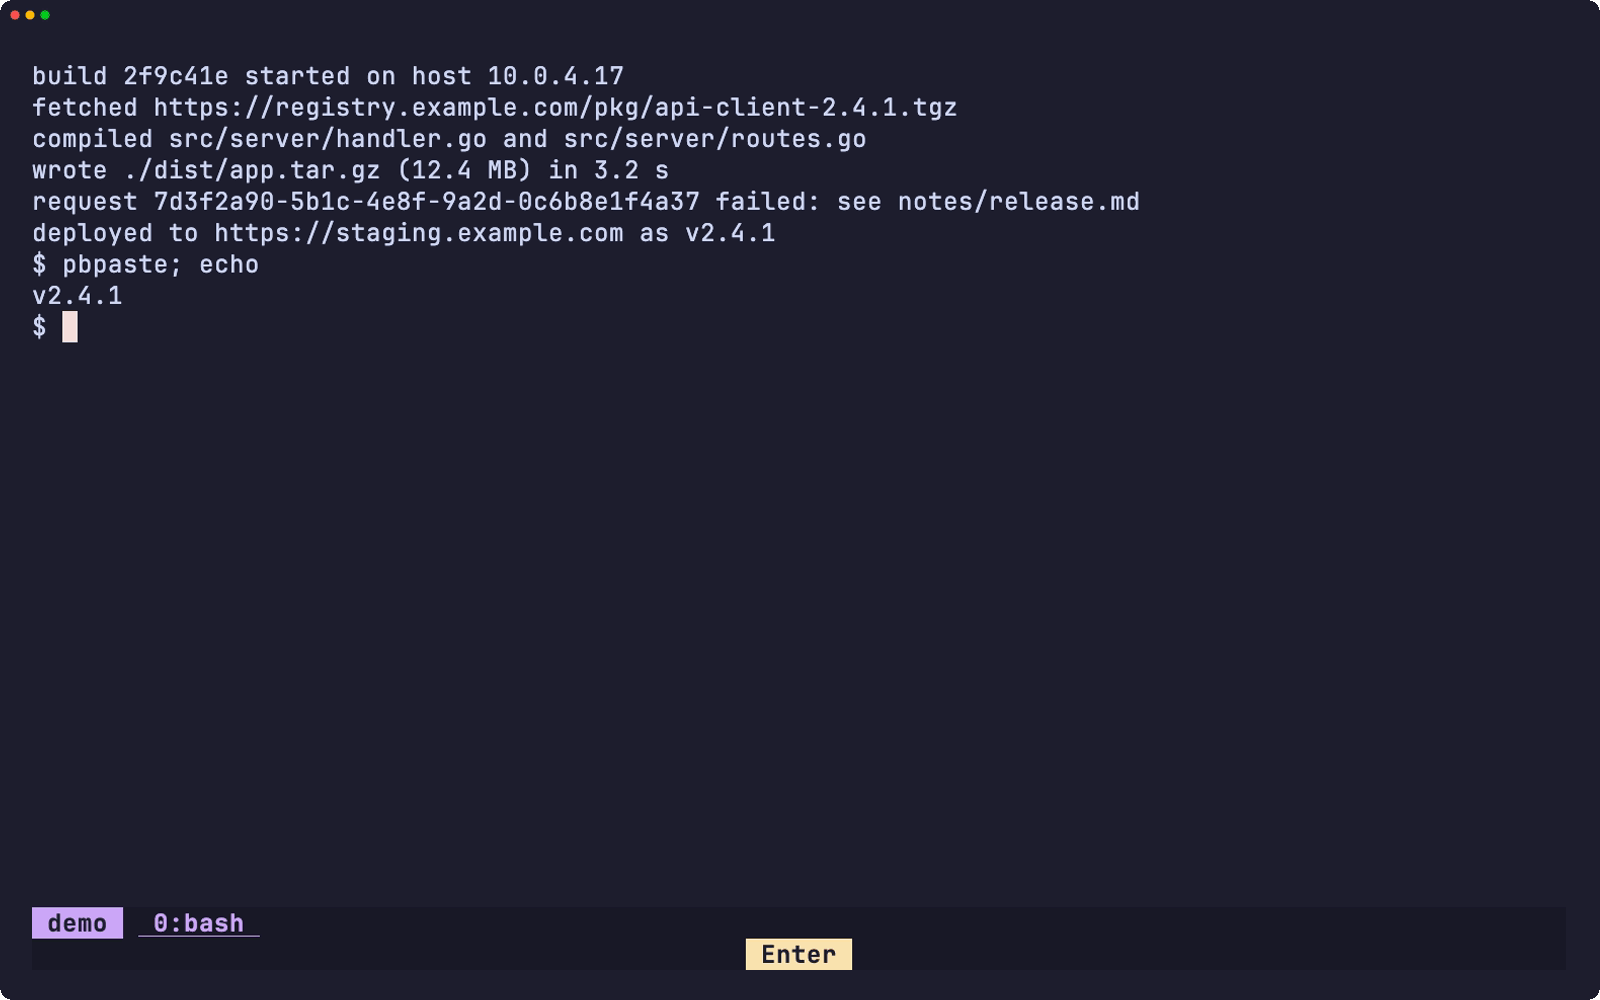 build 2f9c41e started on host 10.0.4.17
fetched https://registry.example.com/pkg/api-client-2.4.1.tgz
compiled src/server/handler.go and src/server/routes.go
wrote ./dist/app.tar.gz (12.4 MB) in 3.2 s
request 7d3f2a90-5b1c-4e8f-9a2d-0c6b8e1f4a37 failed: see notes/release.md
deployed to https://staging.example.com as v2.4.1
$ pbpaste; echo
v2.4.1
$
demo 0:bash
Enter